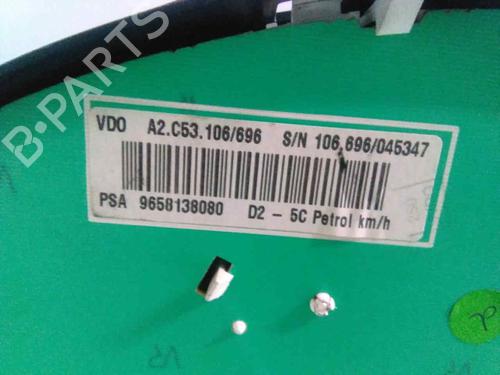 B-PARTS
VDO A2.C53.106/696 S/N 106,696/045347
PSA 9658138080 D2 - 5C Petrol km/h